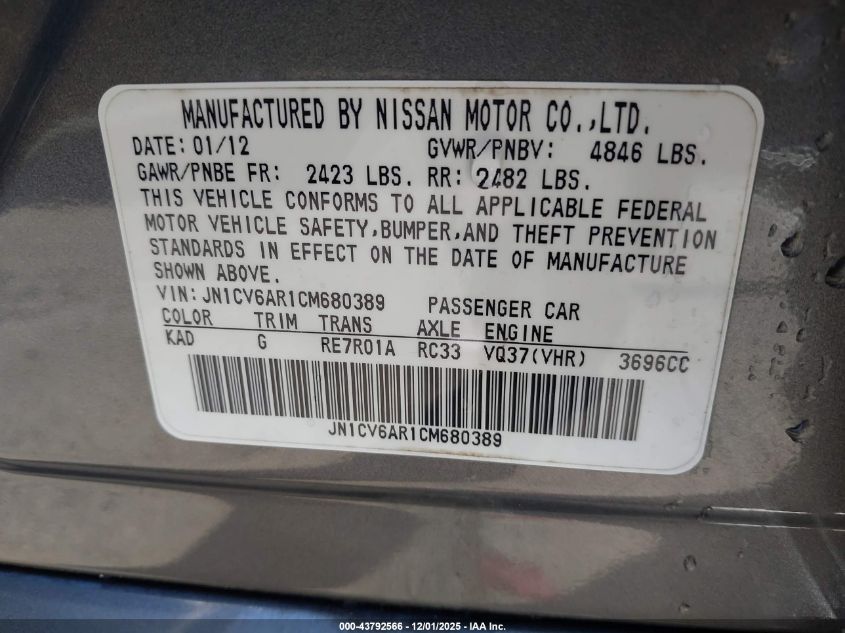 MANUFACTURED BY NISSAN MOTOR CO.,LTD.
DATE: 01/12 GVWR/PNBV: 4846 LBS.
GAWR/PNBE FR: 2423 LBS. RR: 2482 LBS.
THIS VEHICLE CONFORMS TO ALL APPLICABLE FEDERAL
MOTOR VEHICLE SAFETY,BUMPER,AND THEFT PREVENTION
STANDARDS IN EFFECT ON THE DATE OF MANUFACTURE
SHOWN ABOVE.
VIN: JN1CV6AR1CM680389 PASSENGER CAR
COLOR TRIM TRANS AXLE ENGINE
KAD G RE7R01A RC33 VQ37(VHR) 3696CC
JN1CV6AR1CM680389
000-43792566 - 12/01/2025 - IAA Inc.